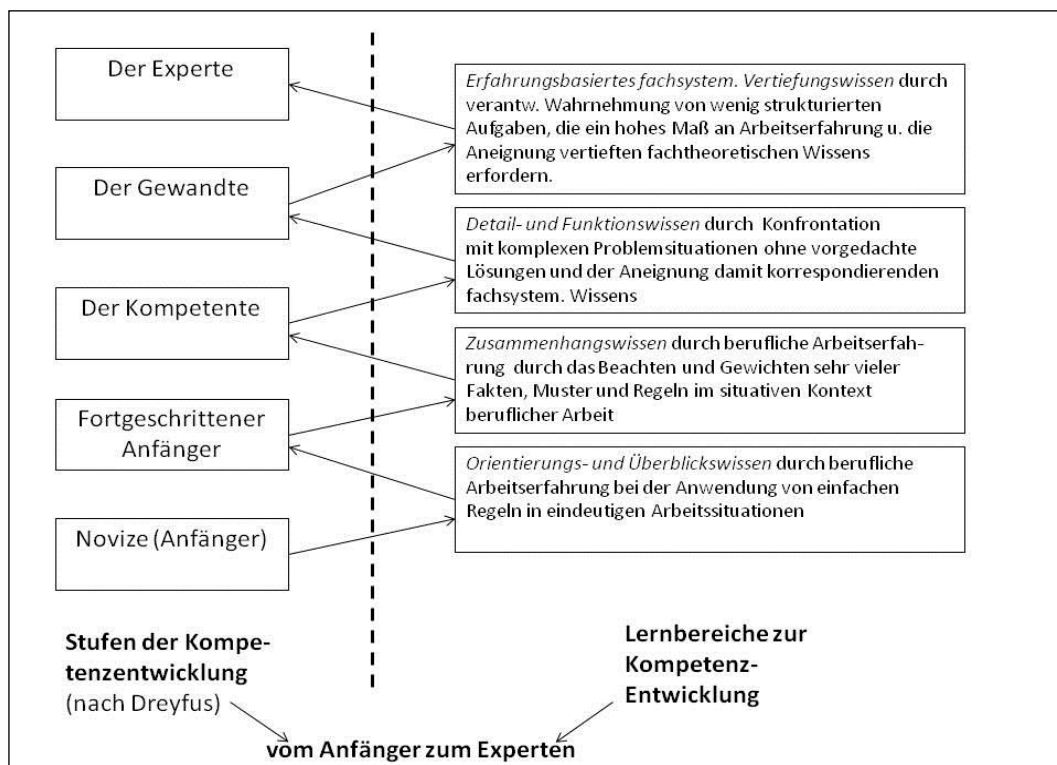 Der Experte
Der Gewandte
Der Kompetente
Fortgeschrittener
Anfänger
Novize (Anfänger)
Stufen der Kompe-
tenzentwicklung
(nach Dreyfus)
Erfahrungsbasiertes fachsystem. Vertiefungswissen durch
verantw. Wahrnehmung von wenig strukturierten
Aufgaben, die ein hohes Maß an Arbeitserfahrung u. die
Aneignung vertieften fachtheoretischen Wissens
erfordern.
Detail- und Funktionswissen durch Konfrontation
mit komplexen Problemsituationen ohne vorgedachte
Lösungen und der Aneignung damit korrespondierenden
fachsystem. Wissens
Zusammenhangswissen durch berufliche Arbeitserfah-
rung durch das Beachten und Gewichten sehr vieler
Fakten, Muster und Regeln im situativen Kontext
beruflicher Arbeit
Orientierungs- und Überblickswissen durch berufliche
Arbeitserfahrung bei der Anwendung von einfachen
Regeln in eindeutigen Arbeitssituationen
Lernbereiche zur
Kompetenz-
Entwicklung
vom Anfänger zum Experten